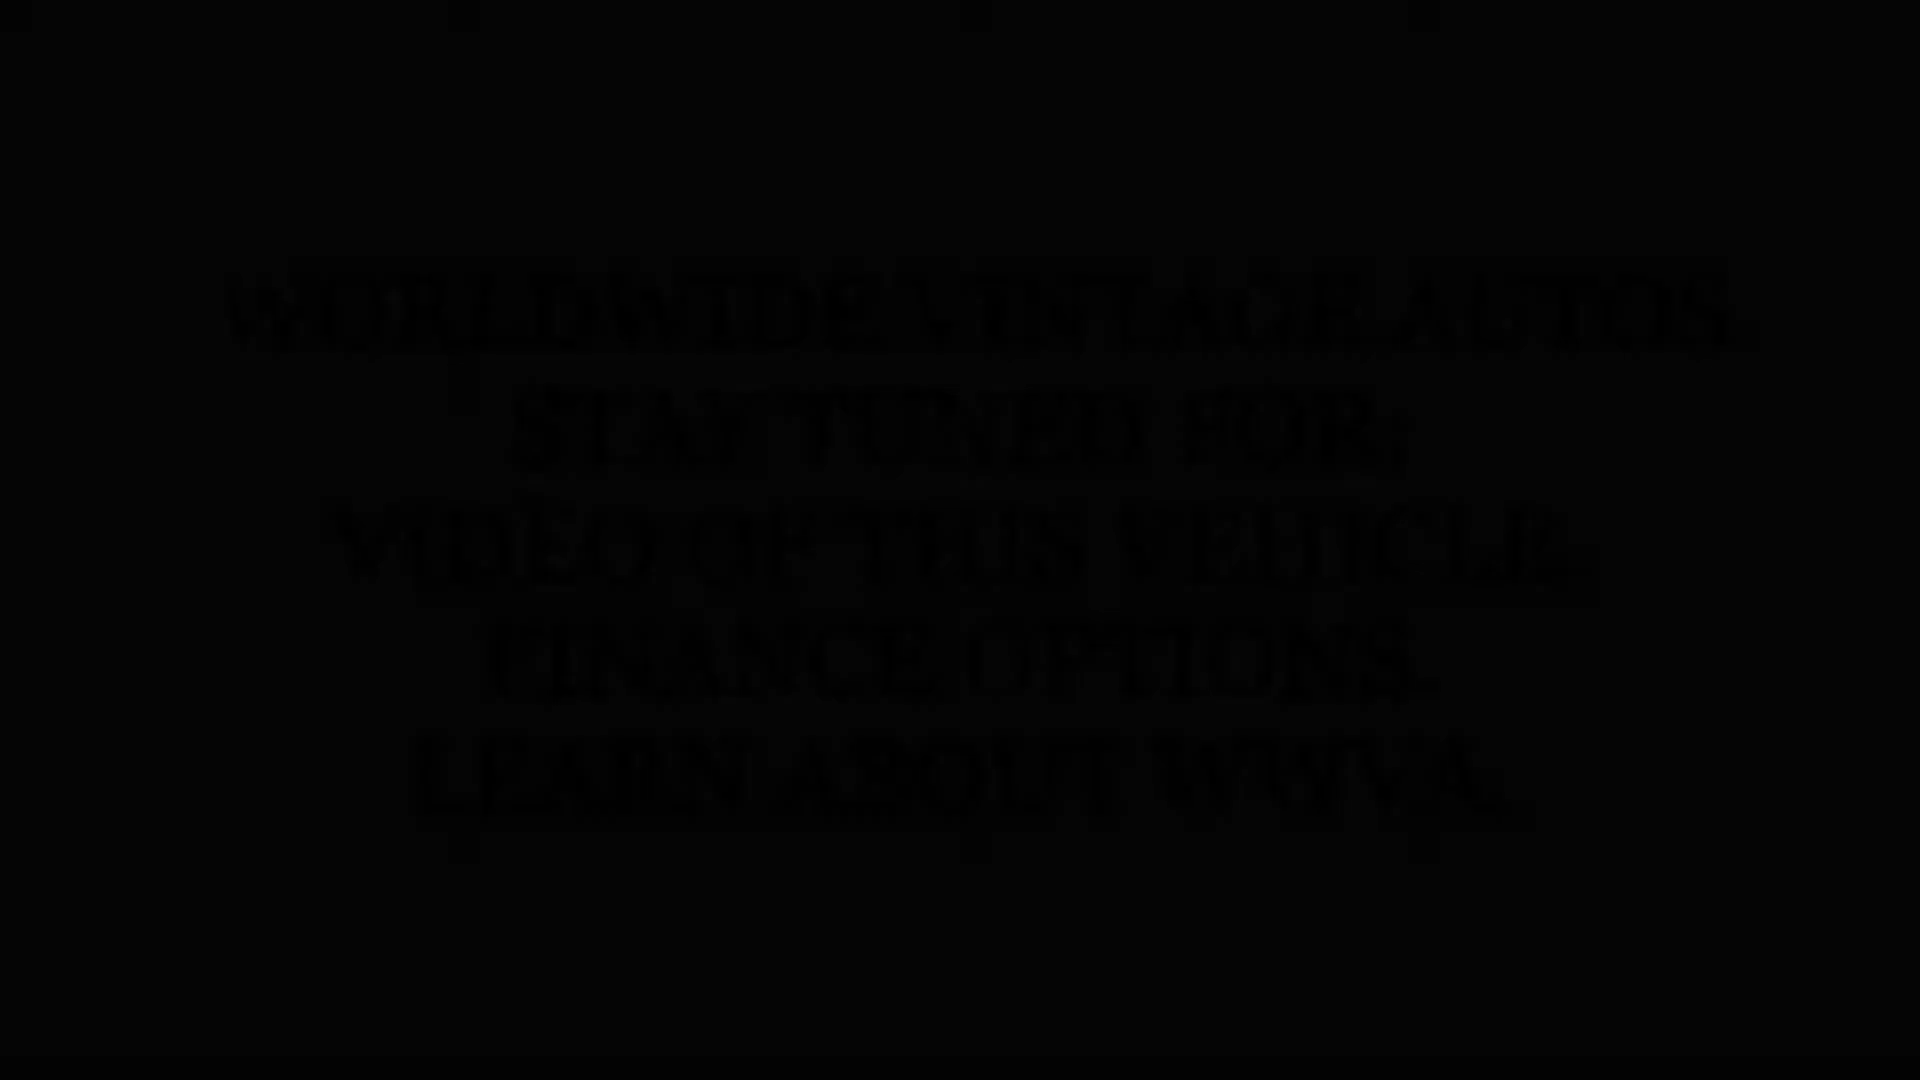 WORLDWIDE VINTAGE AUTOS.
STAY TUNED FOR:
VIDEO OF THIS VEHICLE.
FINANCE OPTIONS.
LEARN ABOUT WWVA.